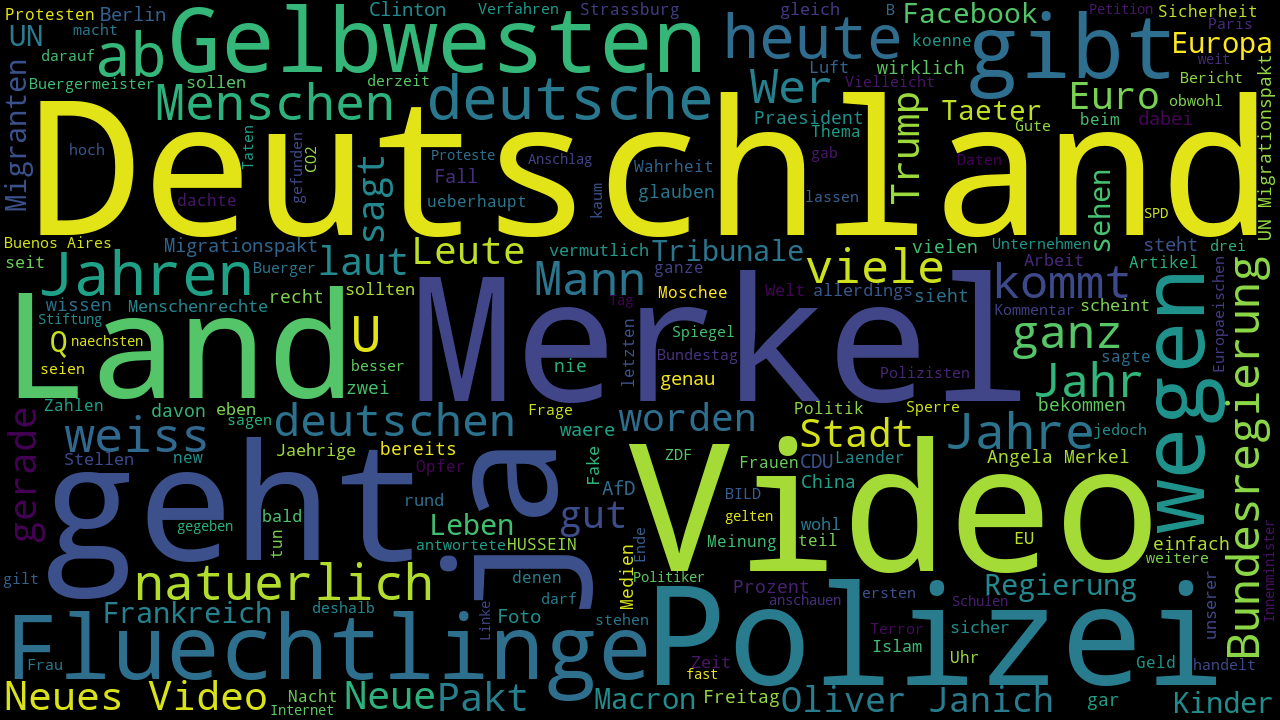 Protesten Berlin Clinton Verfahren Strassburg gleich B Facebook Petition Sicherheit
UN macht ab Gelbwesten heute koenne gibt Paris Europa
darauf Luft wirklich weit
Buergermeister sollen derzeit Wer Vielleicht Bericht
Migranten Menschen deutsche Praesident Trump Taeter Euro obwohl
Thema Gute beim dabei
hoch Taten gefunden CO2 sagt Proteste Anschlag Wahrheit gab Daten UN Migrationspakt
dachte Deutschland Fall glauben
ueberhaupt kaum lassen sehen SPD
Buenos Aires Migrationspakt Leute vermutlich Tribunale vielen Unternehmen steht drei
seit Jahren Buerger laut Mann ganze viele kommt Arbeit Artikel
wissen Menschenrechte recht sollten Moschee Welt allerdings sieht scheint
Stiftung Land U Merkel Tag Kommentar Europaeischen
Q naechsten letzten Spiegel ganz wegen Bundesregierung
seien besser nie Bundestag sagte
zwei genau Polizisten Jahr
Zahlen davon eben Frage worden Politik Sperre bekommen
gerade sagen deutschen waere Stadt Jahre jedoch
weiss Jaehrige bereits ZDF Frauen CDU Laender Angela Merkel
Stellen new Opfer Fake
geht ja AfD Video BILD China
rund gut gelten wohl
gegeben bald Leben Meinung teil EU einfach
tun antwortete HUSSEIN Ende weitere
gilt natuerlich denen Medien Politiker Prozent Regierung Innenminister
darf anschauen ersten
Frankreich deshalb Linke Foto stehen Schulen unserer
Fluechtlinge Terror sicher
Polizei Islam
Frau Zeit Uhr Geld handelt
fast
Neues Video Nacht Neue Pakt Macron Freitag Oliver Janich gar Kinder
Internet